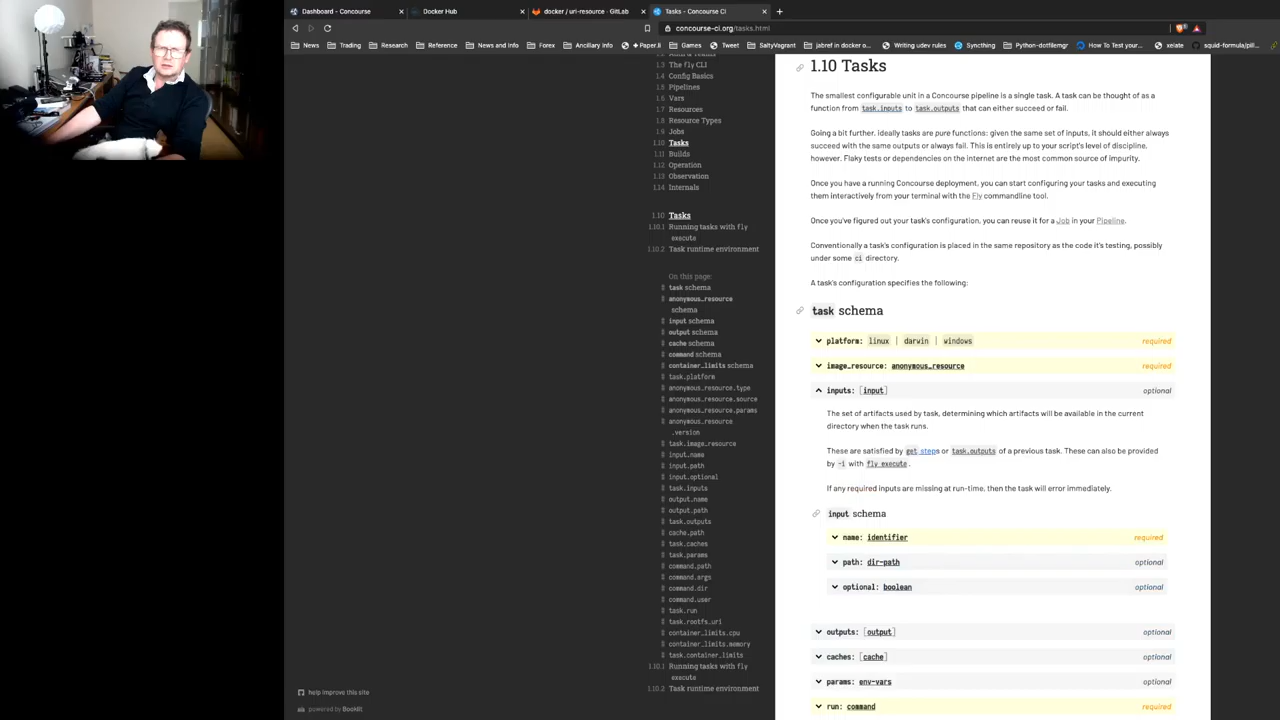 Dashboard - Concourse
Docker Hub
docker / uri-resource · GitLab
Tasks - Concourse CI
concourse-ci.org/tasks.html
News
Trading
Research
Reference
News and Info
Forex
Ancillary Info
+ Paper.li
Games
Tweet
SaltyVagrant
jabref in docker o...
Writing udev rules
Syncthing
Python-dotfilemgr
How To Test your...
xelate
squid-formula/pill...
1.3 The fly CLI
1.4 Config Basics
1.5 Pipelines
1.6 Vars
1.7 Resources
1.8 Resource Types
1.9 Jobs
1.10 Tasks
1.11 Builds
1.12 Operation
1.13 Observation
1.14 Internals
1.10 Tasks
1.10.1 Running tasks with fly
execute
1.10.2 Task runtime environment
On this page:
task schema
anonymous_resource
schema
input schema
output schema
cache schema
command schema
container_limits schema
task.platform
anonymous_resource.type
anonymous_resource.source
anonymous_resource.params
anonymous_resource
.version
task.image_resource
input.name
input.path
input.optional
task.inputs
output.name
output.path
task.outputs
cache.path
task.caches
task.params
command.path
command.args
command.dir
command.user
task.run
task.rootfs_uri
container_limits.cpu
container_limits.memory
task.container_limits
1.10.1 Running tasks with fly
execute
1.10.2 Task runtime environment
help improve this site
powered by Booklit
1.10 Tasks
The smallest configurable unit in a Concourse pipeline is a single task. A task can be thought of as a
function from task.inputs to task.outputs that can either succeed or fail.
Going a bit further, ideally tasks are pure functions: given the same set of inputs, it should either always
succeed with the same outputs or always fail. This is entirely up to your script's level of discipline,
however. Flaky tests or dependencies on the internet are the most common source of impurity.
Once you have a running Concourse deployment, you can start configuring your tasks and executing
them interactively from your terminal with the Fly commandline tool.
Once you've figured out your task's configuration, you can reuse it for a Job in your Pipeline.
Conventionally a task's configuration is placed in the same repository as the code it's testing, possibly
under some ci directory.
A task's configuration specifies the following:
task schema
platform: linux | darwin | windows required
image_resource: anonymous_resource required
inputs: [input] optional
The set of artifacts used by task, determining which artifacts will be available in the current
directory when the task runs.
These are satisfied by get steps or task.outputs of a previous task. These can also be provided
by -i with fly execute.
If any required inputs are missing at run-time, then the task will error immediately.
input schema
name: identifier required
path: dir-path optional
optional: boolean optional
outputs: [output] optional
caches: [cache] optional
params: env-vars optional
run: command required